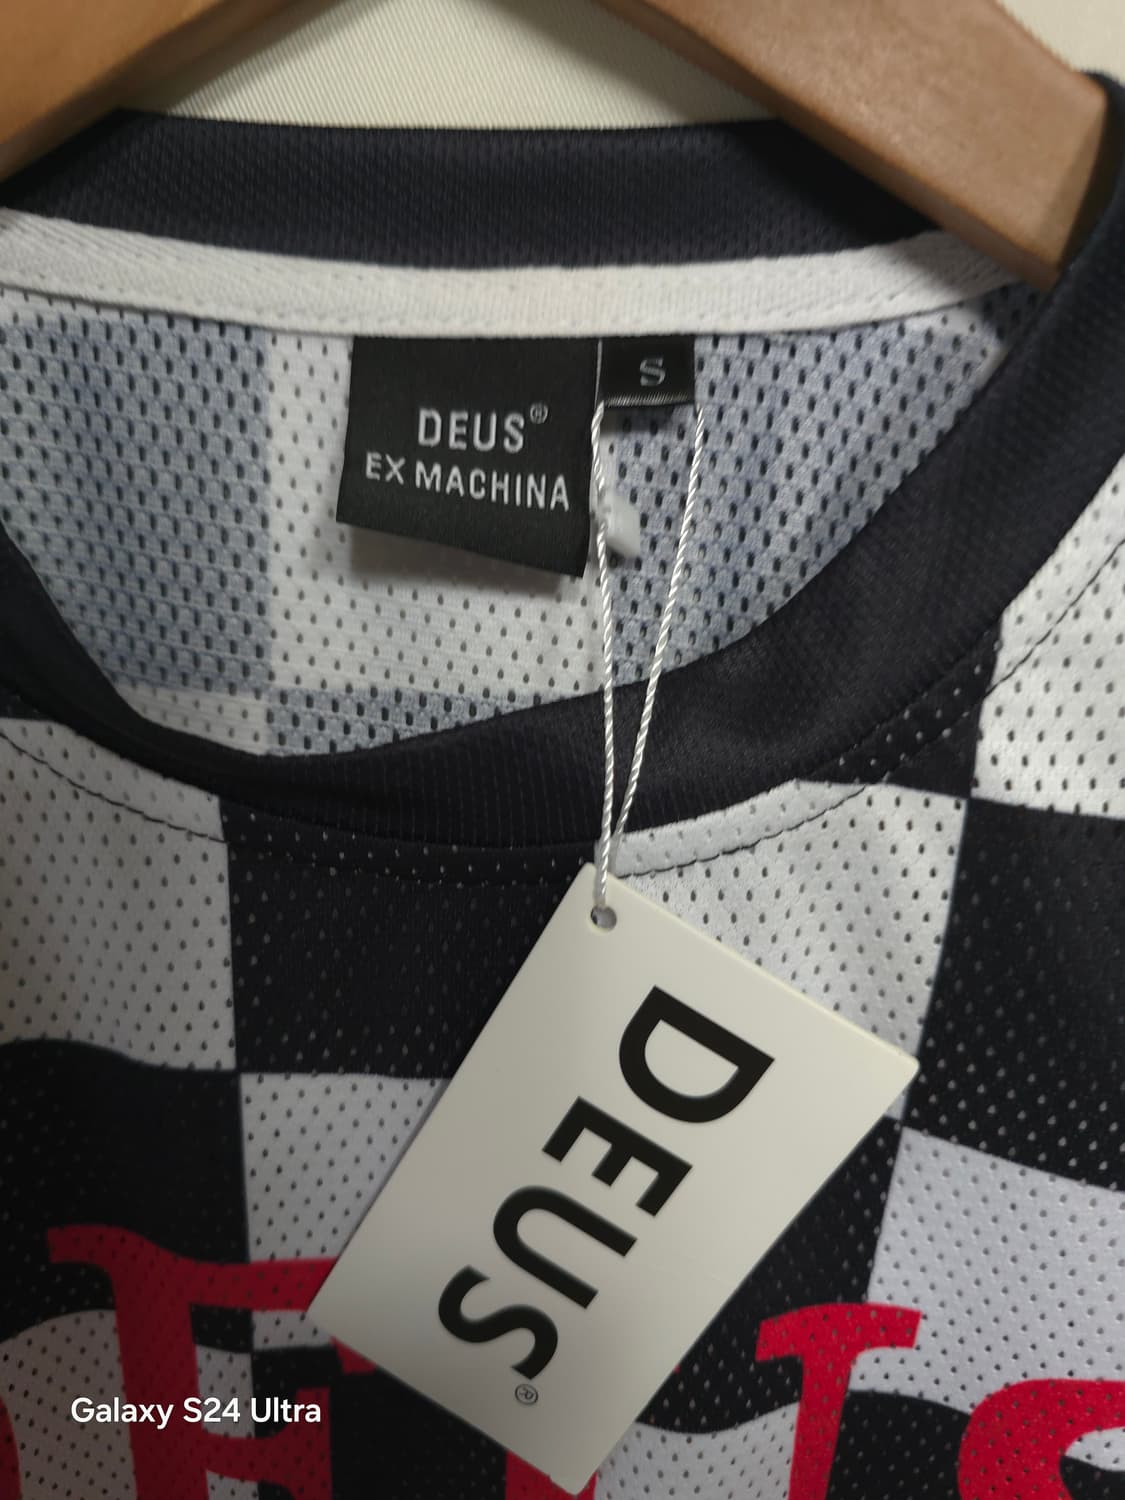 S
DEUS®
EX MACHINA
DEUS®
Galaxy S24 Ultra